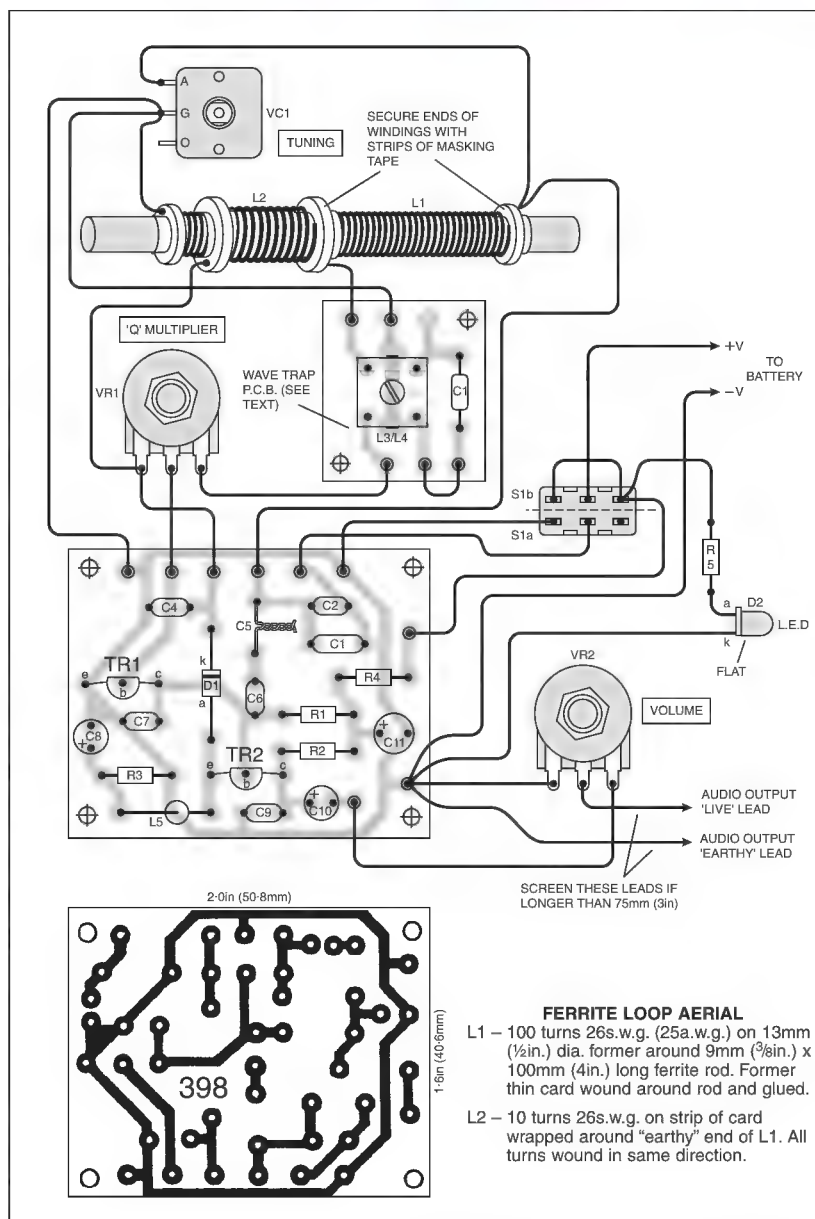 A
G
O
VC1
TUNING
SECURE ENDS OF
WINDINGS WITH
STRIPS OF MASKING
TAPE
L2
L1
'Q' MULTIPLIER
VR1
WAVE TRAP
P.C.B. (SEE
TEXT)
C1
L3/L4
+V
TO
BATTERY
–V
S1b
S1a
R
5
a
D2
L.E.D
k
FLAT
C4
C5
C2
C1
TR1
e
b
c
k
D1
a
R4
C7
C6
R1
C8
+
R2
C11
+
TR2
R3
e
b
c
L5
C9
C10
+
VR2
VOLUME
AUDIO OUTPUT
'LIVE' LEAD
AUDIO OUTPUT
'EARTHY' LEAD
SCREEN THESE LEADS IF
LONGER THAN 75mm (3in)
2·0in (50·8mm)
1·6in (40·6mm)
398
FERRITE LOOP AERIAL
L1 – 100 turns 26s.w.g. (25a.w.g.) on 13mm
(½in.) dia. former around 9mm (3/8in.) x
100mm (4in.) long ferrite rod. Former
thin card wound around rod and glued.
L2 – 10 turns 26s.w.g. on strip of card
wrapped around “earthy” end of L1. All
turns wound in same direction.